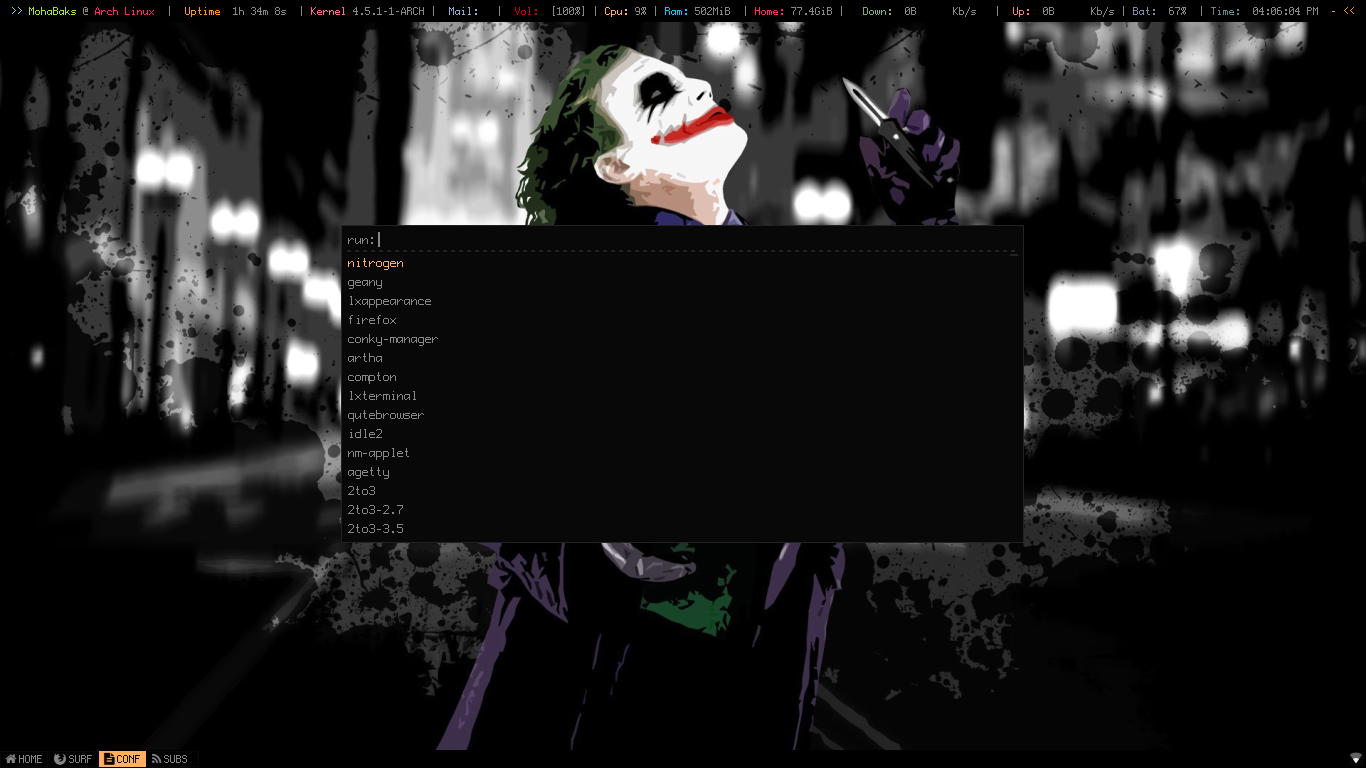 >> MohaBaks @ Arch Linux | Uptime 1h 34m 8s | Kernel 4.5.1-1-ARCH | Mail: | Vol: [100%] | Cpu: 9% | Ram: 502MiB | Home: 77.4GiB | Down: 0B Kb/s | Up: 0B Kb/s | Bat: 67% | Time: 04:06:04 PM - <<
run:
nitrogen
geany
lxappearance
firefox
conky-manager
artha
compton
lxterminal
qutebrowser
idle2
nm-applet
agetty
2to3
2to3-2.7
2to3-3.5
HOME SURF CONF SUBS